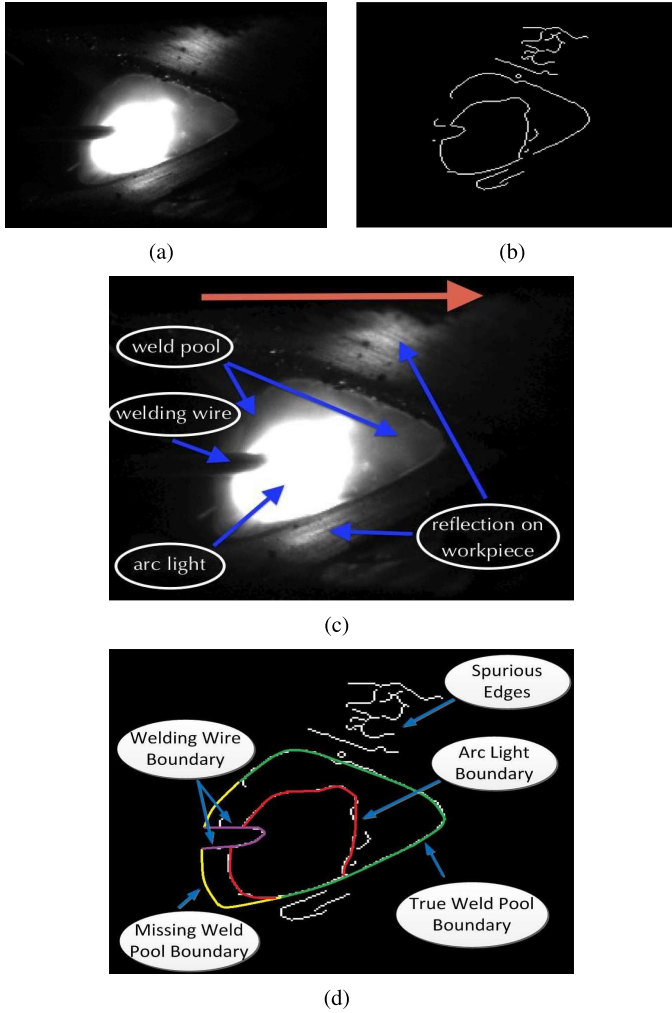 (a)
(b)
weld pool
welding wire
arc light
reflection on
workpiece
(c)
Spurious
Edges
Welding Wire
Boundary
Arc Light
Boundary
True Weld Pool
Boundary
Missing Weld
Pool Boundary
(d)